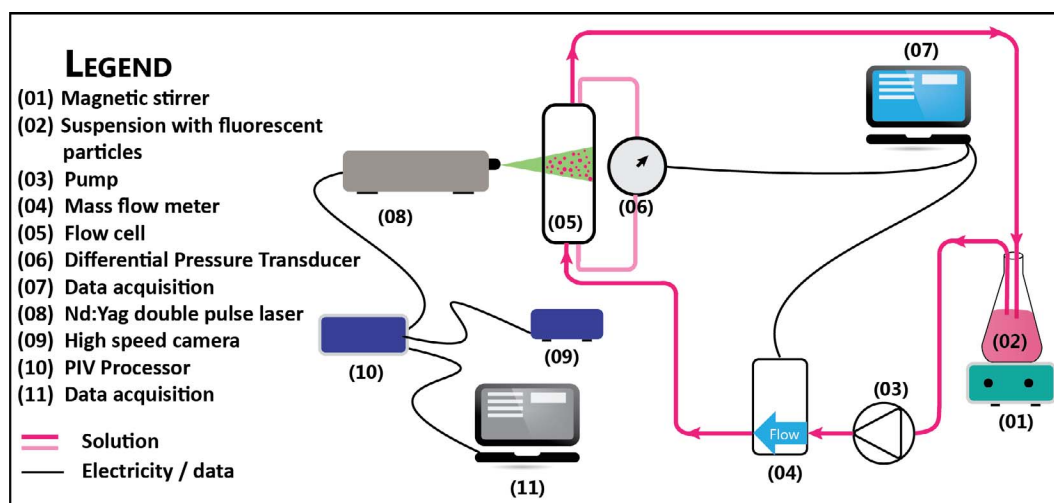 LEGEND
(01) Magnetic stirrer
(02) Suspension with fluorescent
particles
(03) Pump
(04) Mass flow meter
(05) Flow cell
(06) Differential Pressure Transducer
(07) Data acquisition
(08) Nd:Yag double pulse laser
(09) High speed camera
(10) PIV Processor
(11) Data acquisition
Solution
Electricity / data
(07)
(08)
(05)
(06)
(10)
(09)
(11)
Flow
(04)
(03)
(02)
(01)